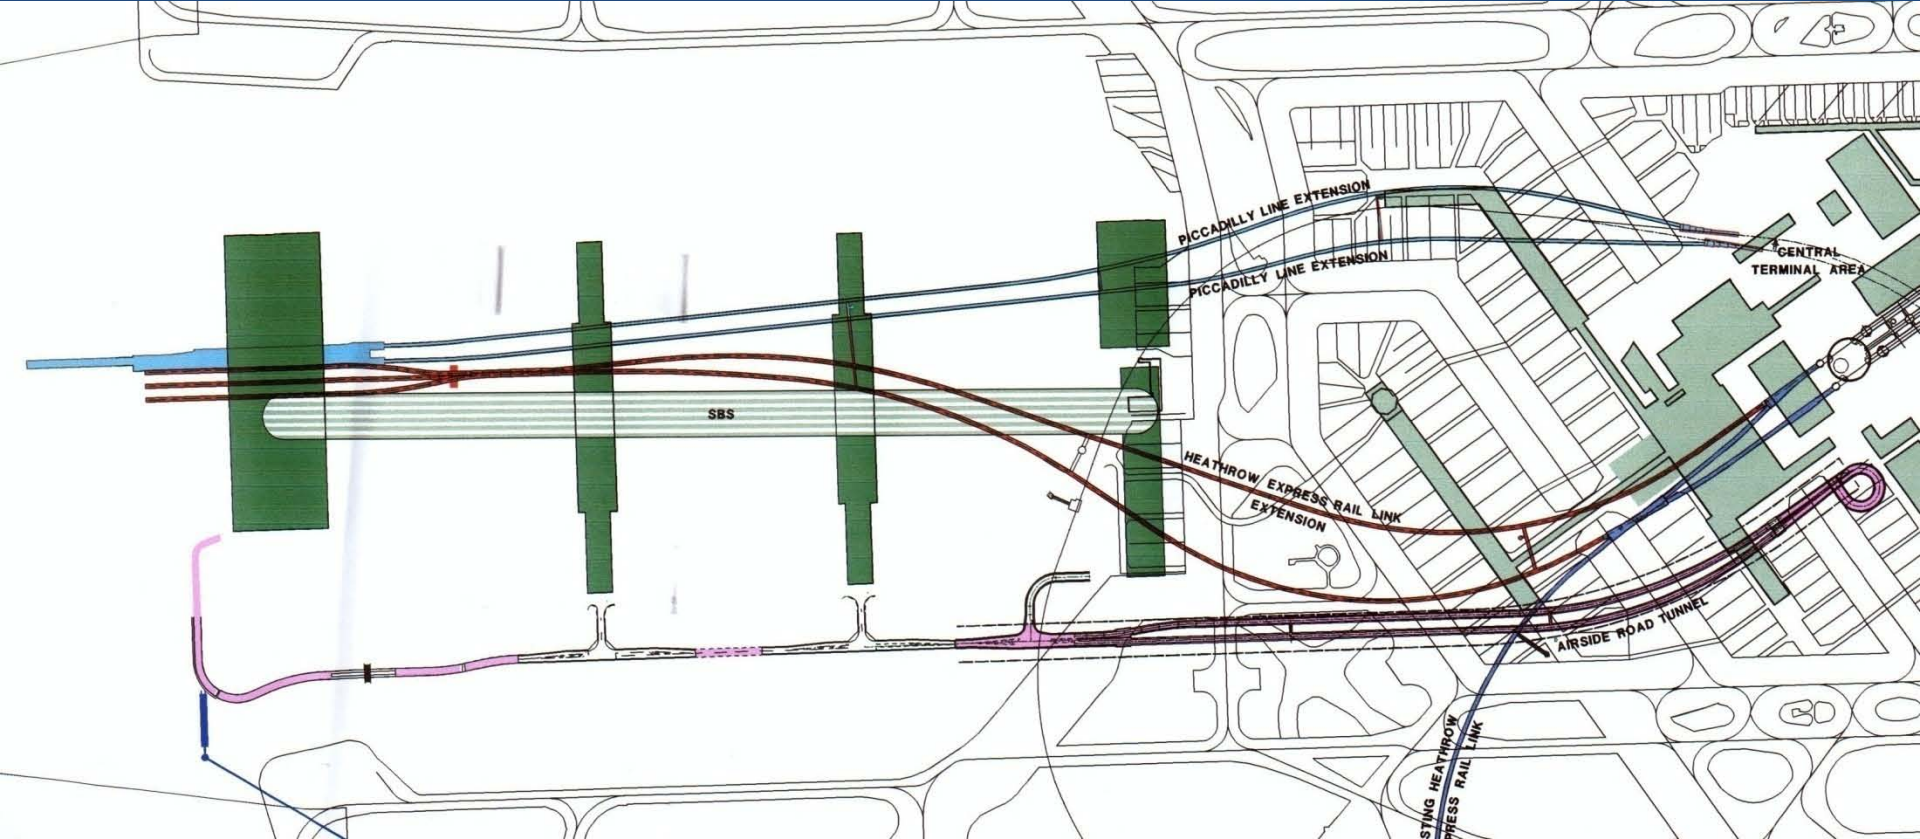 PICCADILLY LINE EXTENSION
PICCADILLY LINE EXTENSION
CENTRAL
TERMINAL AREA
SBS
HEATHROW EXPRESS RAIL LINK
EXTENSION
AIRSIDE ROAD TUNNEL
STING HEATHROW
PRESS RAIL LINK